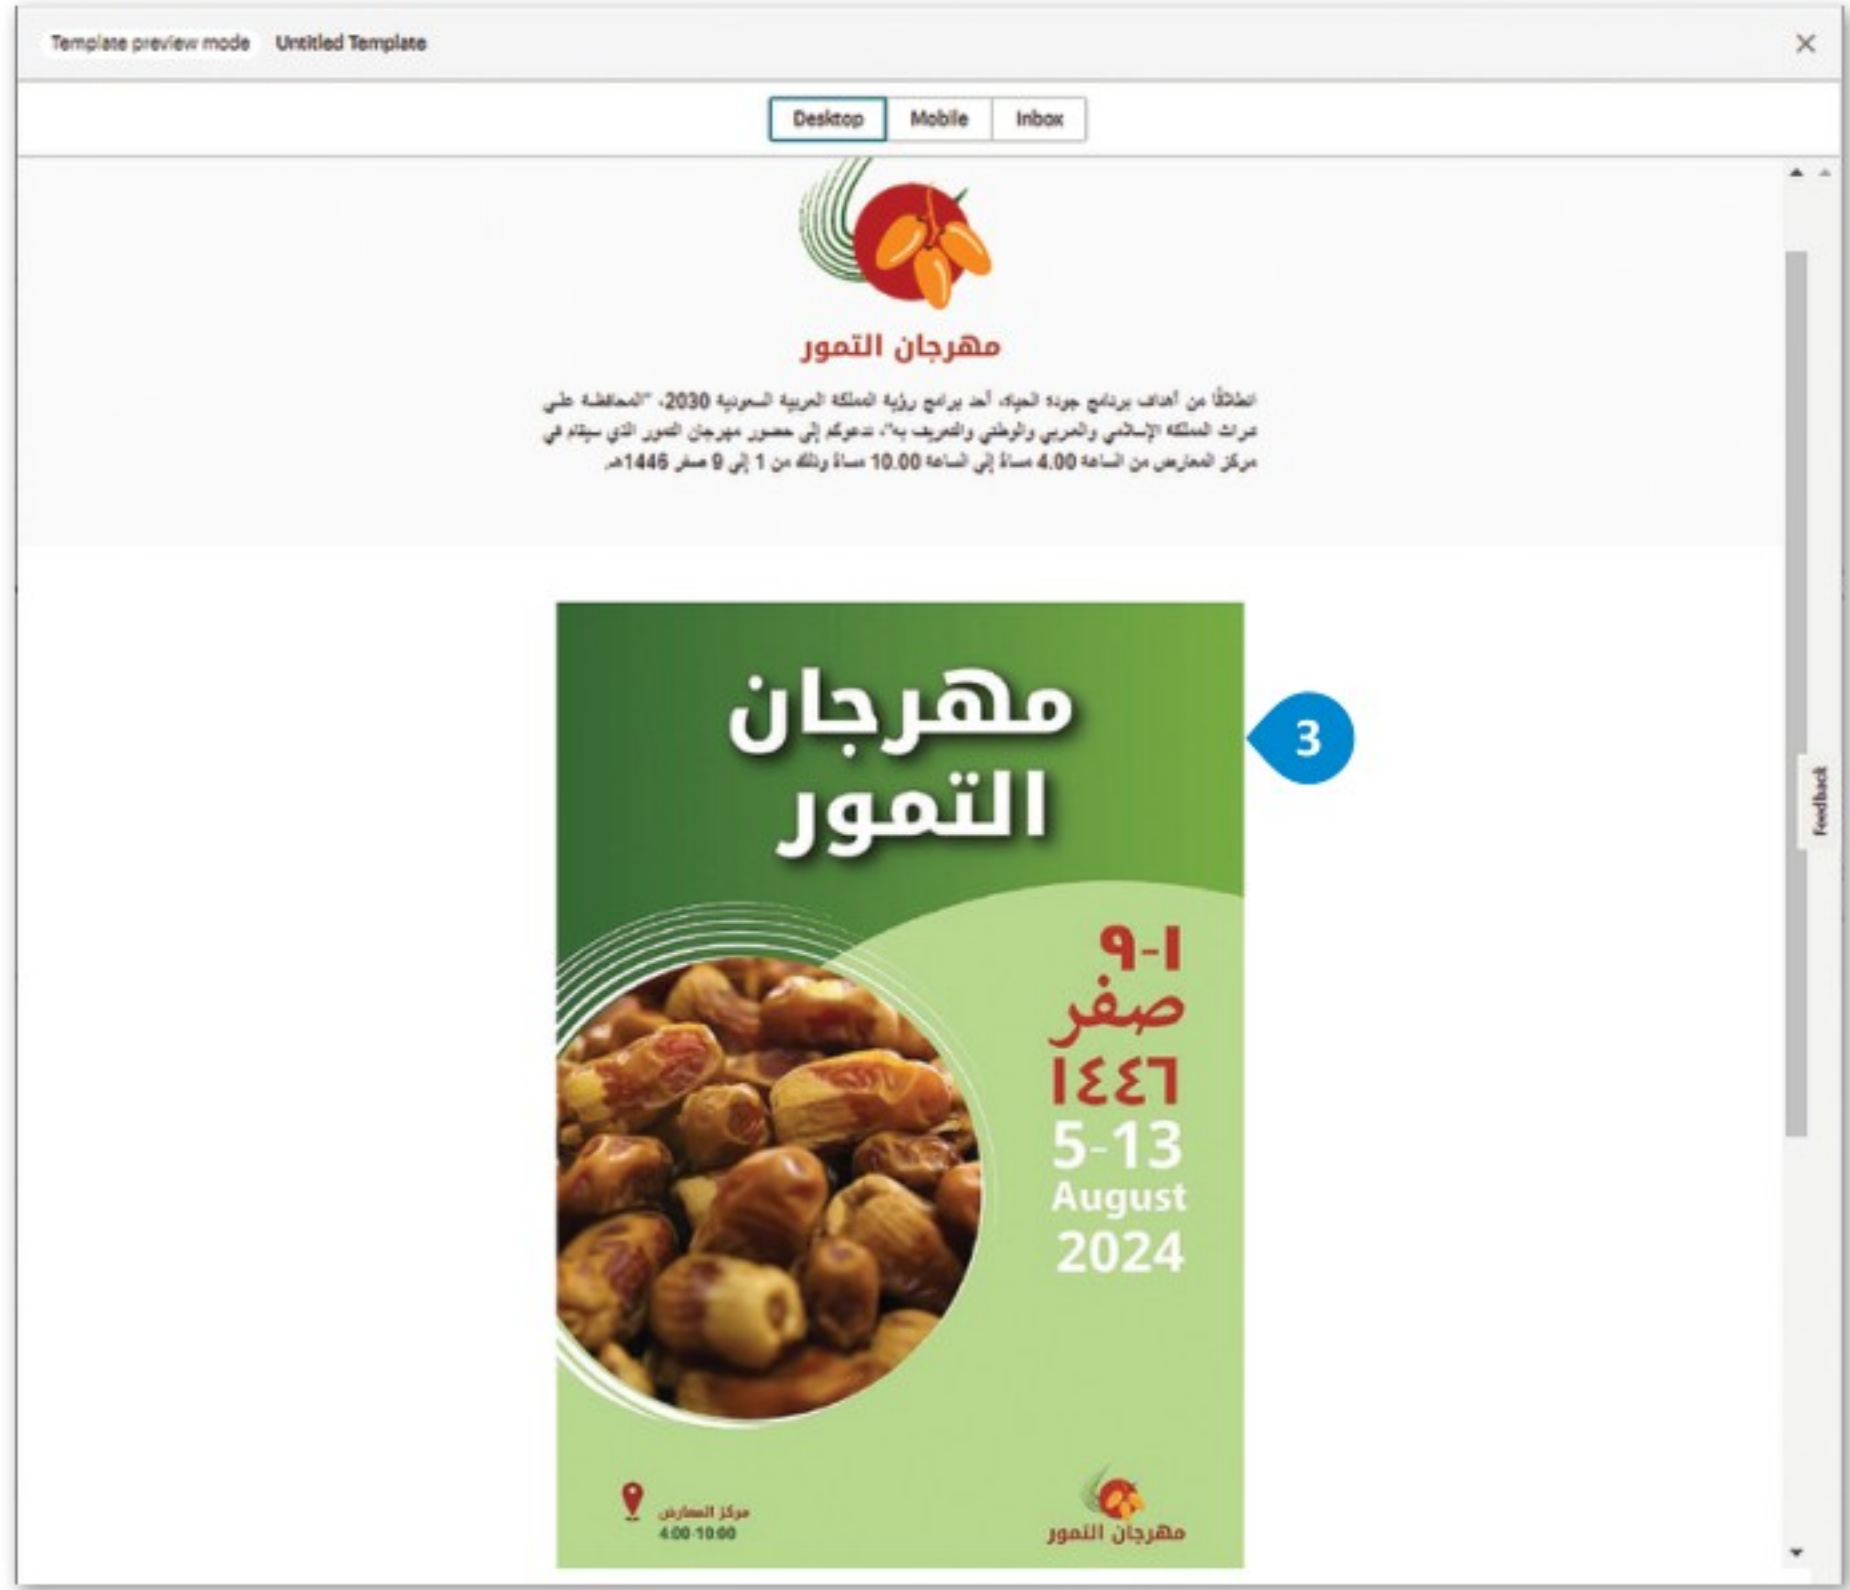 Template preview mode Untitled Template
Desktop Mobile Inbox
مهرجان التمور
انطلاقًا من أهداف برنامج جودة الحياة، أحد برامج رؤية المملكة العربية السعودية 2030، "المحافظة على
تراث المملكة الإسلامي والعربي والوطني والتعريف به"، ندعوكم إلى حضور مهرجان التمور الذي سيقام في
مركز المعارض من الساعة 4.00 مساءً إلى الساعة 10.00 مساءً وذلك من 1 إلى 9 صفر 1446هـ.
مهرجان
التمور
3
Feedback
١-٩
صفر
١٤٤٦
5-13
August
2024
مركز المعارض
4:00-10:00
مهرجان التمور